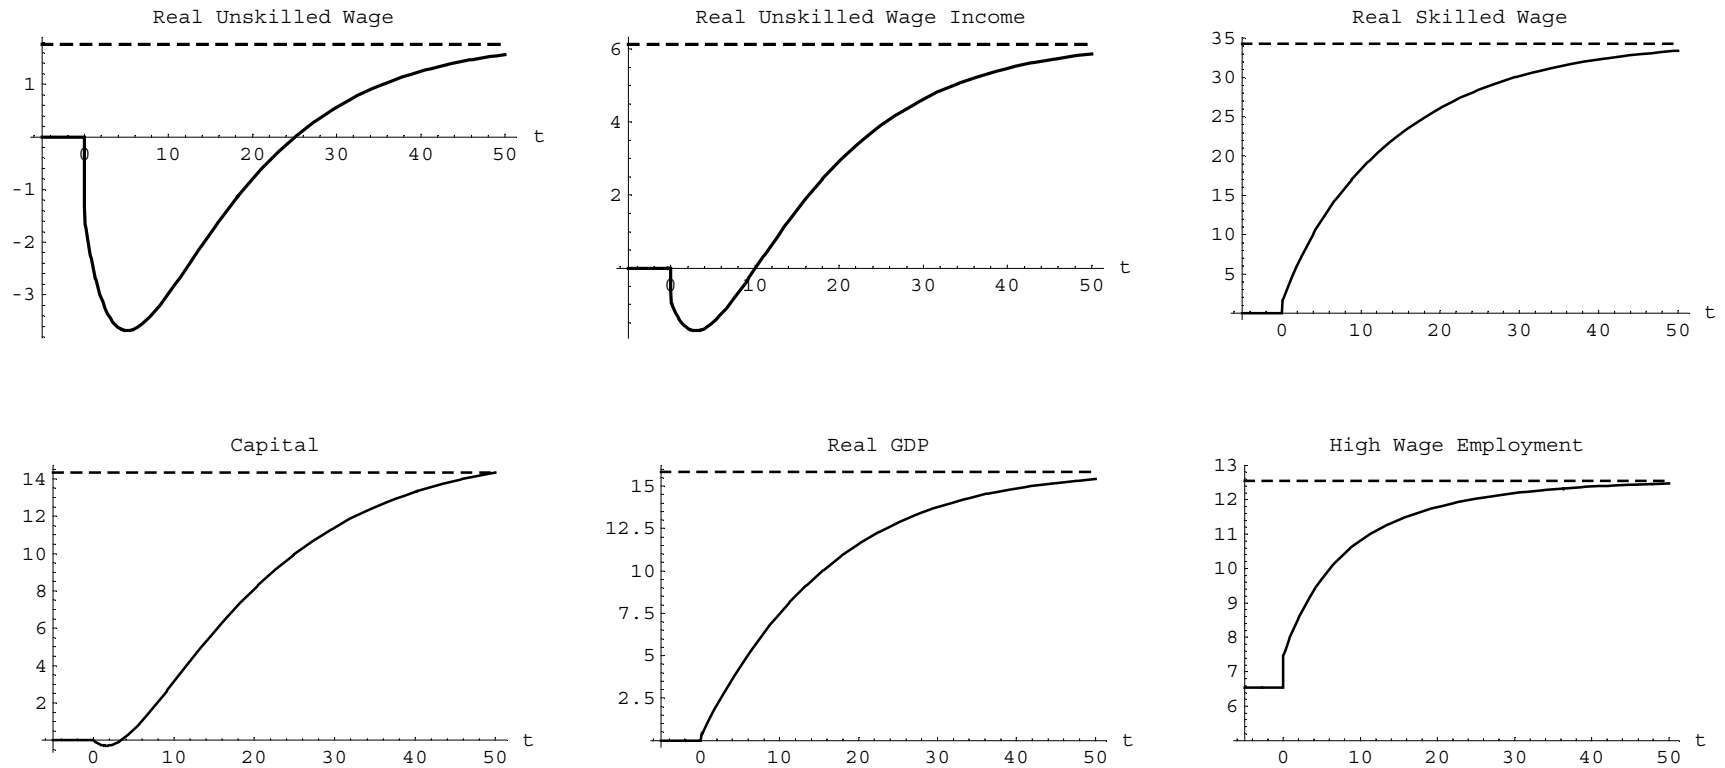 Real Unskilled Wage
1
-1
-2
-3
0 10 20 30 40 50 t
Real Unskilled Wage Income
6
4
2
0 10 20 30 40 50 t
Real Skilled Wage
35
30
25
20
15
10
5
0 10 20 30 40 50 t
Capital
14
12
10
8
6
4
2
0 10 20 30 40 50 t
Real GDP
15
12.5
10
7.5
5
2.5
0 10 20 30 40 50 t
High Wage Employment
13
12
11
10
9
8
7
6
0 10 20 30 40 50 t